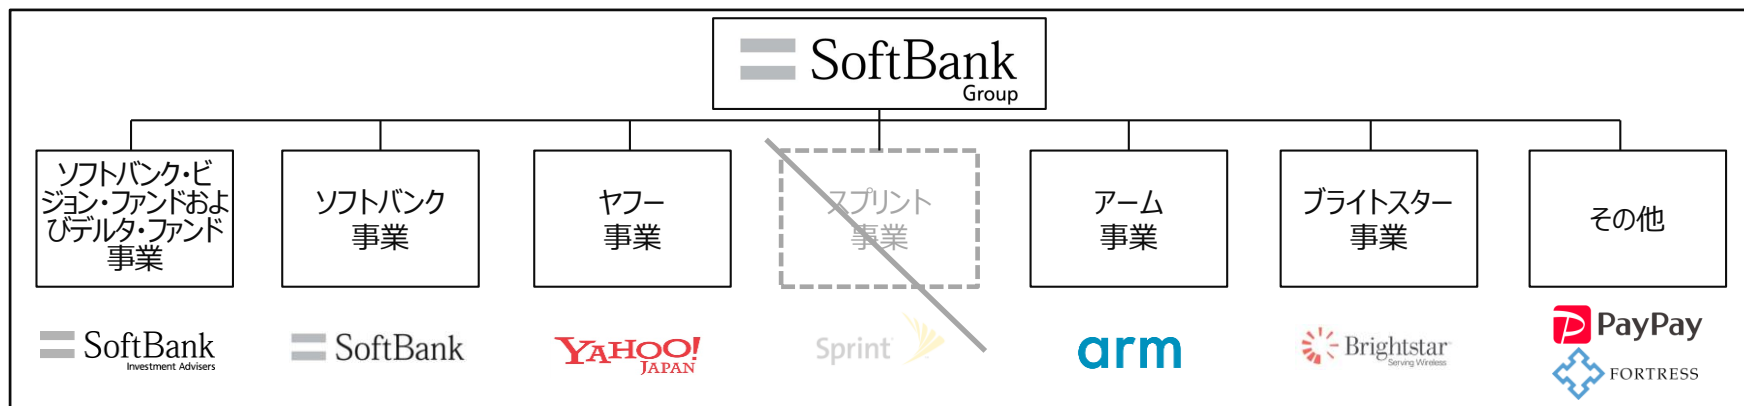 SoftBank
Group
ソフトバンク・ビ
ジョン・ファンドおよ
びデルタ・ファンド
事業
ソフトバンク
事業
ヤフー
事業
スプリント
事業
アーム
事業
ブライトスター
事業
その他
SoftBank
Investment Advisers
SoftBank
YAHOO!
JAPAN
Sprint
arm
Brightstar
Serving Wireless
PayPay
FORTRESS